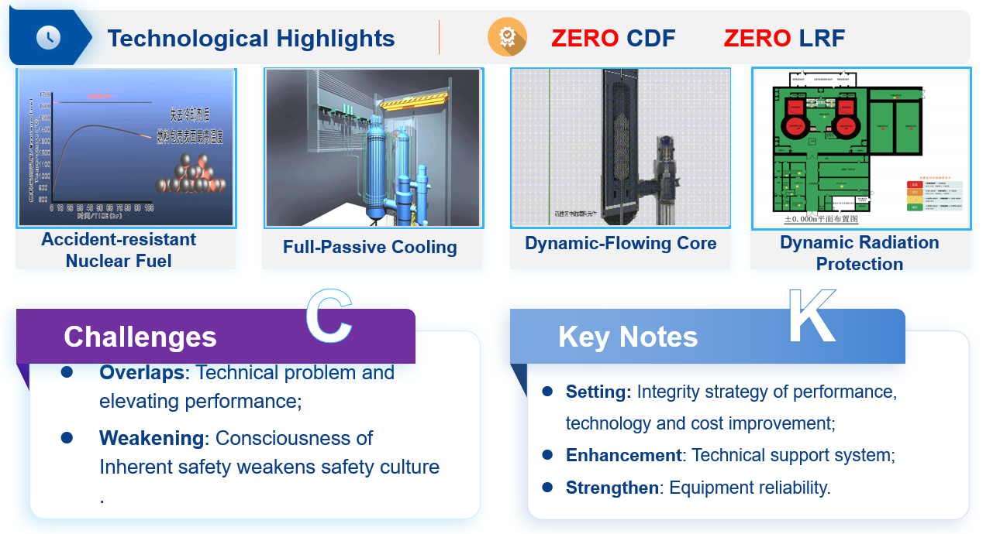 Technological Highlights
ZERO CDF
ZERO LRF
失去冷却剂后
燃料包壳表面最高温度
0 10 20 30 40 50 60 70 80 90 100
时间/TIME(hr)
±0.000m平面布置图
Accident-resistant
Nuclear Fuel
Full-Passive Cooling
Dynamic-Flowing Core
Dynamic Radiation
Protection
C
Challenges
● Overlaps: Technical problem and
elevating performance;
● Weakening: Consciousness of
Inherent safety weakens safety culture
.
K
Key Notes
● Setting: Integrity strategy of performance,
technology and cost improvement;
● Enhancement: Technical support system;
● Strengthen: Equipment reliability.